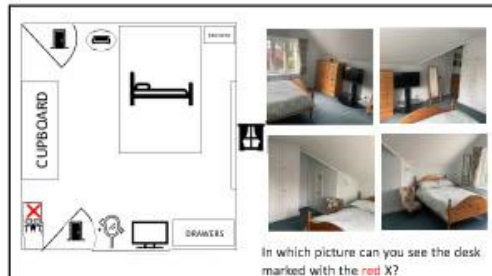 DRAWERS
CUPBOARD
DRAWERS
In which picture can you see the desk
marked with the red X?